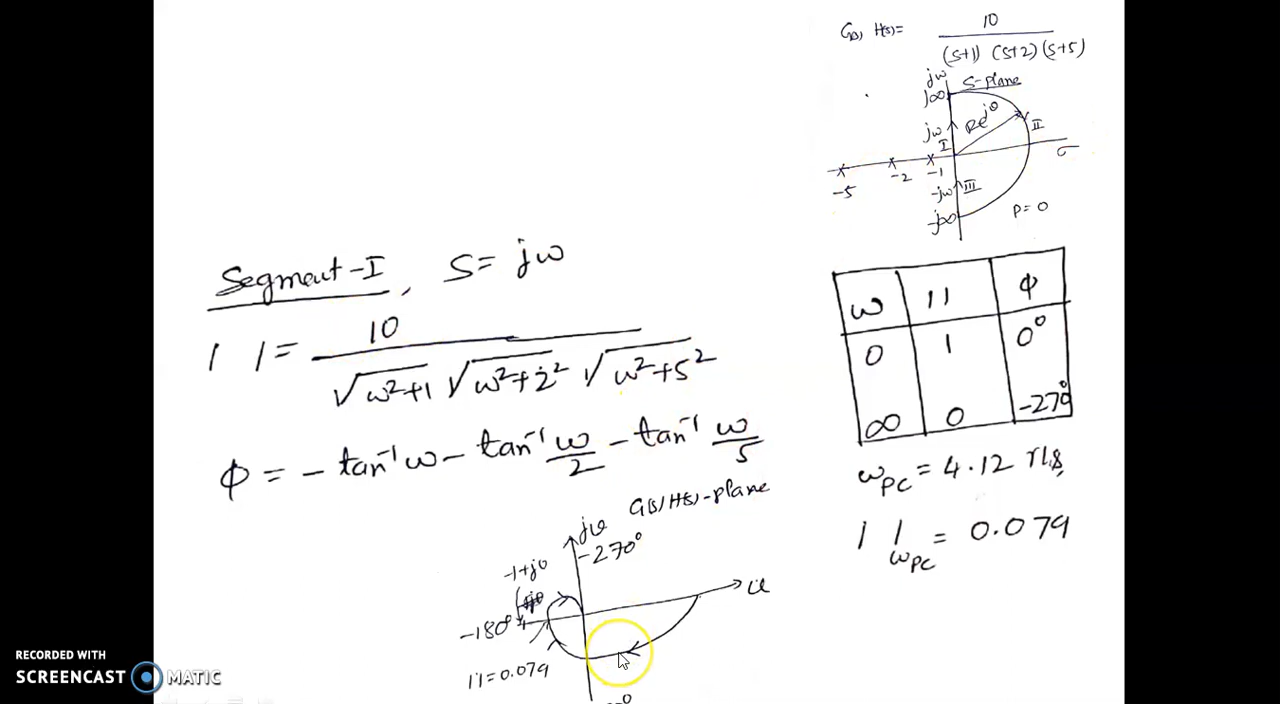 G(s) H(s) = 10 / (s+1) (s+2) (s+5)
jω
S-plane
j∞
jω Re^jθ
I II
σ
-5 -2 -1
-jω III
-j∞
P = 0
Segment-I, S = jω
| | = 10 / √ω²+1 √ω²+2² √ω²+5²
ϕ = - tan⁻¹ω - tan⁻¹ ω/2 - tan⁻¹ ω/5
ω | | ϕ
0 1 0°
∞ 0 -270°
ωpc = 4.12 r/s
| |ωpc = 0.079
G(s) H(s)-plane
jv
-270°
-1+j0
u
-180°
| | = 0.079
RECORDED WITH
SCREENCAST MATIC